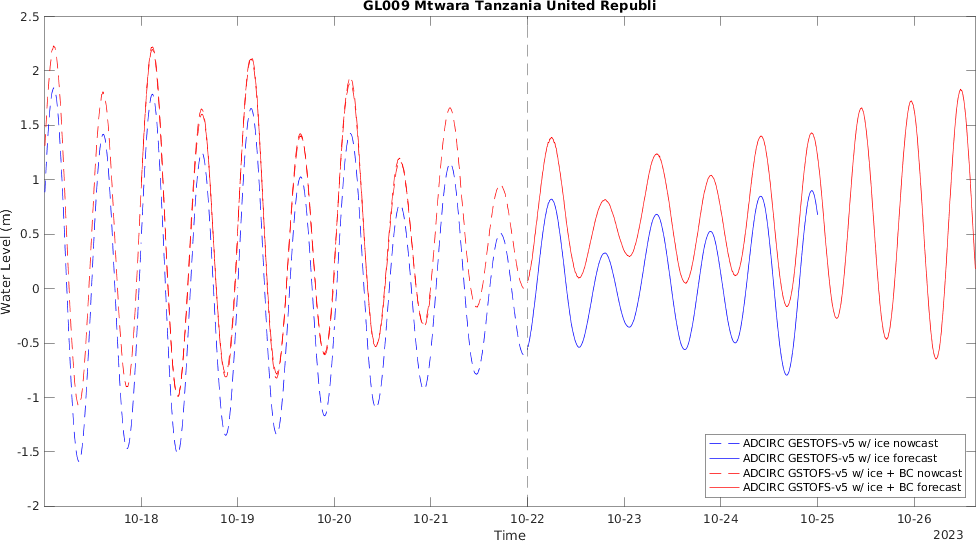 GL009 Mtwara Tanzania United Republi
2.5
2
1.5
1
0.5
0
-0.5
-1
-1.5
-2
Water Level (m)
ADCIRC GESTOFS-v5 w/ ice nowcast
ADCIRC GESTOFS-v5 w/ ice forecast
ADCIRC GSTOFS-v5 w/ ice + BC nowcast
ADCIRC GSTOFS-v5 w/ ice + BC forecast
10-18 10-19 10-20 10-21 10-22 10-23 10-24 10-25 10-26
Time
2023